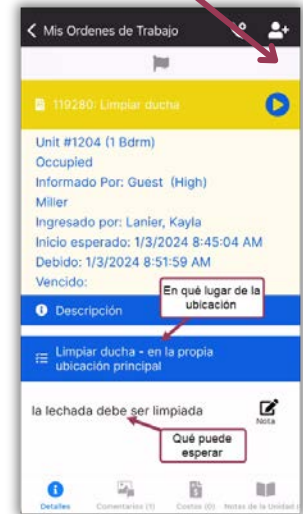 Mis Ordenes de Trabajo
119280: Limpiar ducha
Unit #1204 (1 Bdrm)
Occupied
Informado Por: Guest (High)
Miller
Ingresado por: Lanier, Kayla
Inicio esperado: 1/3/2024 8:45:04 AM
Debido: 1/3/2024 8:51:59 AM
Vencido:
En qué lugar de la
ubicación
Descripción
Limpiar ducha - en la propia
ubicación principal
la lechada debe ser limpiada
Nota
Qué puede
esperar
Detalles
Comentarios (1)
Costos (0)
Notas de la Unidad